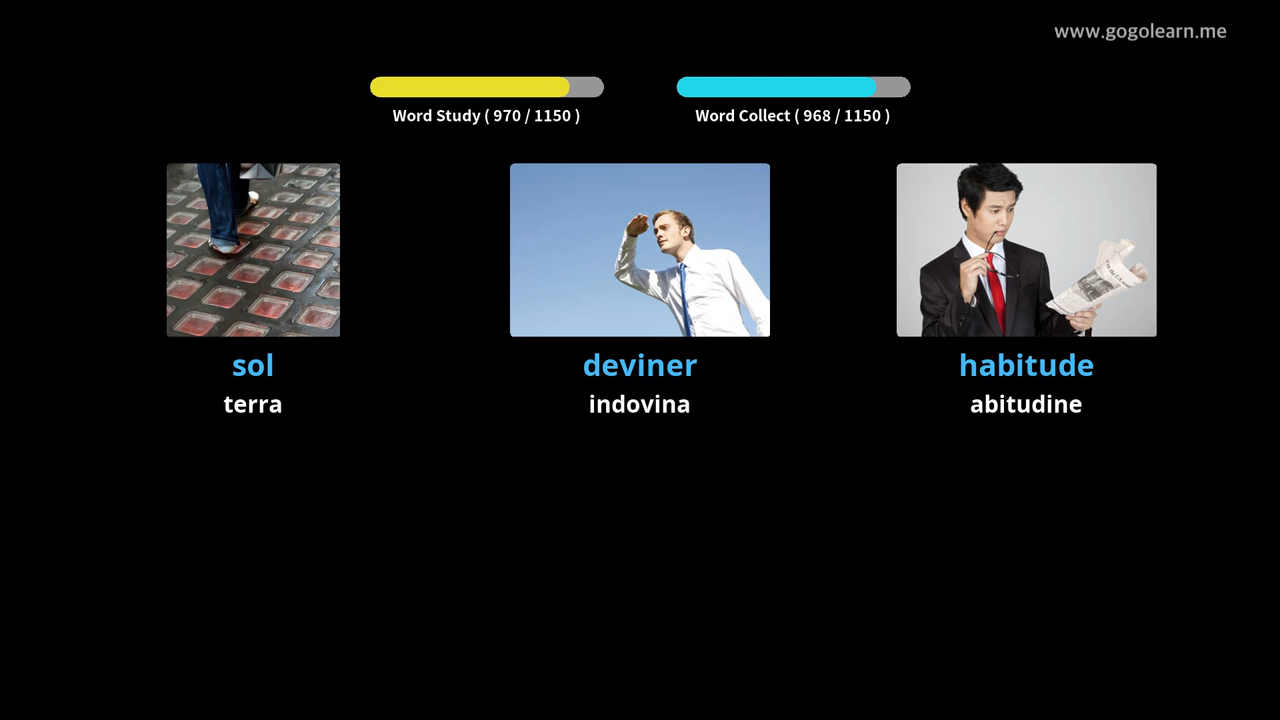 www.gogolearn.me
Word Study ( 970 / 1150 )
Word Collect ( 968 / 1150 )
sol
terra
deviner
indovina
habitude
abitudine